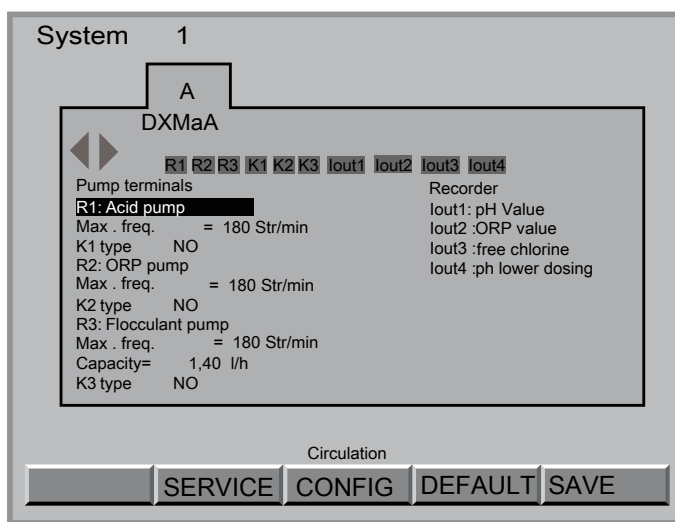 System 1
A
DXMaA
R1 R2 R3 K1 K2 K3 Iout1 Iout2 Iout3 Iout4
Pump terminals
R1: Acid pump
Max . freq. = 180 Str/min
K1 type NO
R2: ORP pump
Max . freq. = 180 Str/min
K2 type NO
R3: Flocculant pump
Max . freq. = 180 Str/min
Capacity= 1,40 l/h
K3 type NO
Recorder
Iout1: pH Value
Iout2 :ORP value
Iout3 :free chlorine
Iout4 :ph lower dosing
Circulation
SERVICE CONFIG DEFAULT SAVE